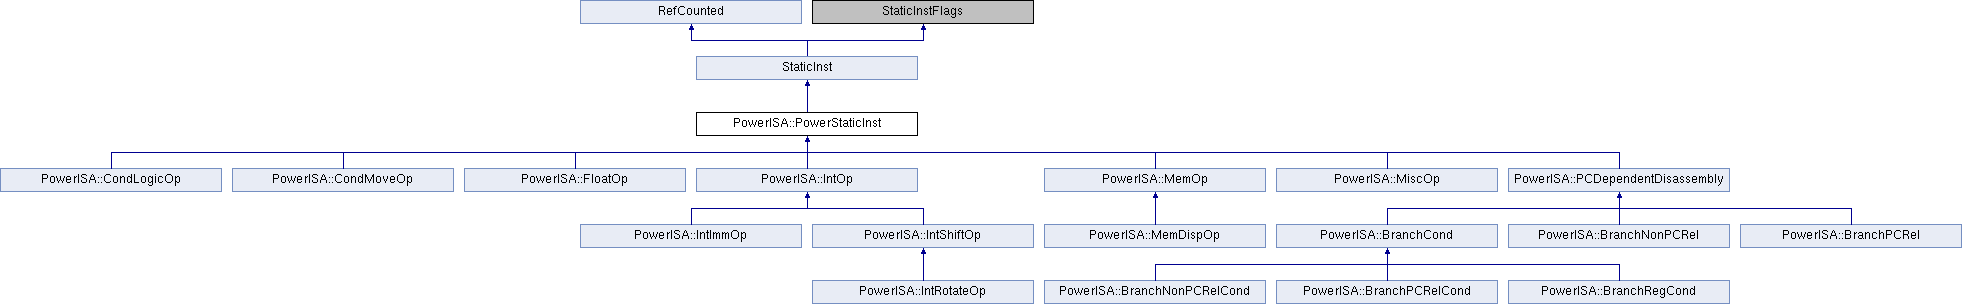 RefCounted
StaticInstFlags
StaticInst
PowerISA::PowerStaticInst
PowerISA::CondLogicOp
PowerISA::CondMoveOp
PowerISA::FloatOp
PowerISA::IntOp
PowerISA::MemOp
PowerISA::MiscOp
PowerISA::PCDependentDisassembly
PowerISA::IntImmOp
PowerISA::IntShiftOp
PowerISA::MemDispOp
PowerISA::BranchCond
PowerISA::BranchNonPCRel
PowerISA::BranchPCRel
PowerISA::IntRotateOp
PowerISA::BranchNonPCRelCond
PowerISA::BranchPCRelCond
PowerISA::BranchRegCond